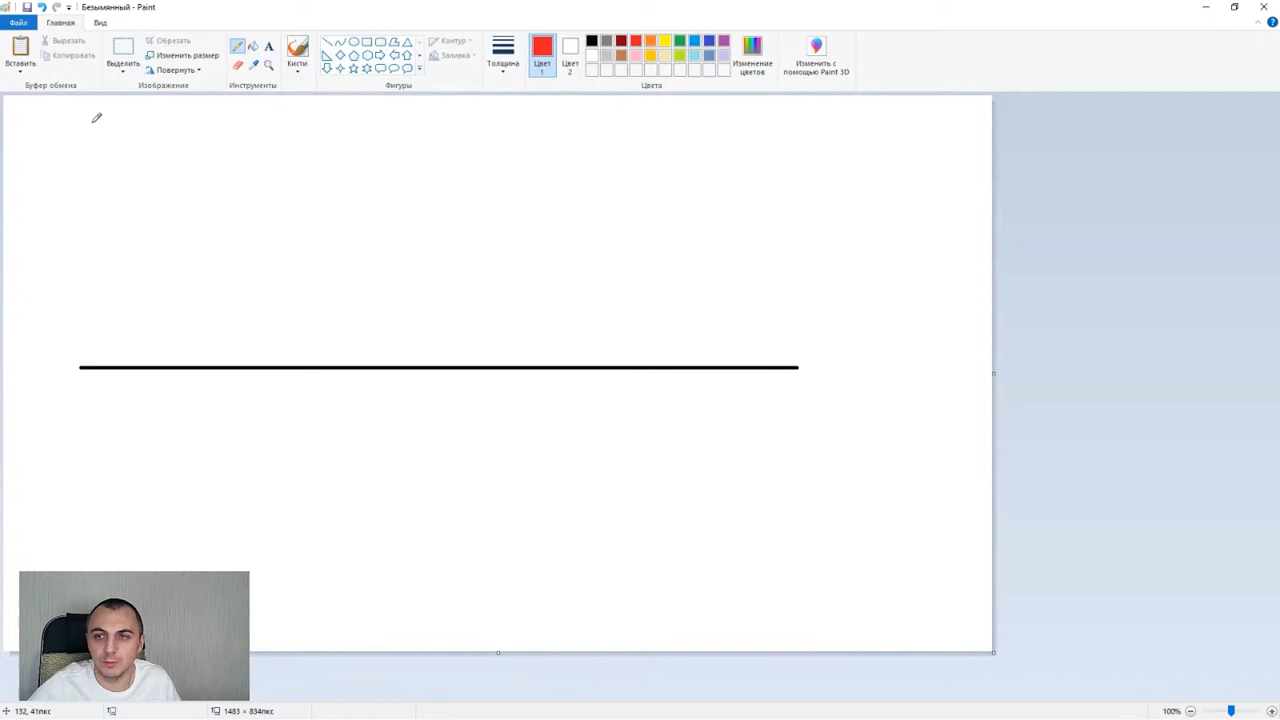 Безымянный - Paint
Файл Главная Вид
Вставить
Вырезать
Копировать
Буфер обмена
Выделить
Обрезать
Изменить размер
Повернуть
Изображение
A
Инструменты
Кисти
Контур
Заливка
Фигуры
Толщина
Цвет 1
Цвет 2
Изменение цветов
Цвета
Изменить с помощью Paint 3D
132, 41пкс
1483 × 834пкс
100%